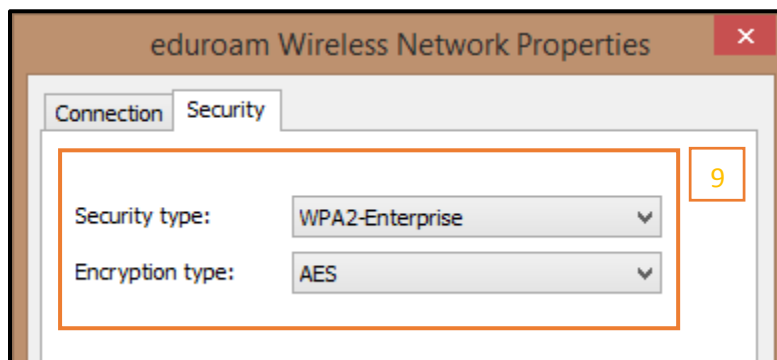 eduroam Wireless Network Properties
Connection Security
9
Security type: WPA2-Enterprise
Encryption type: AES